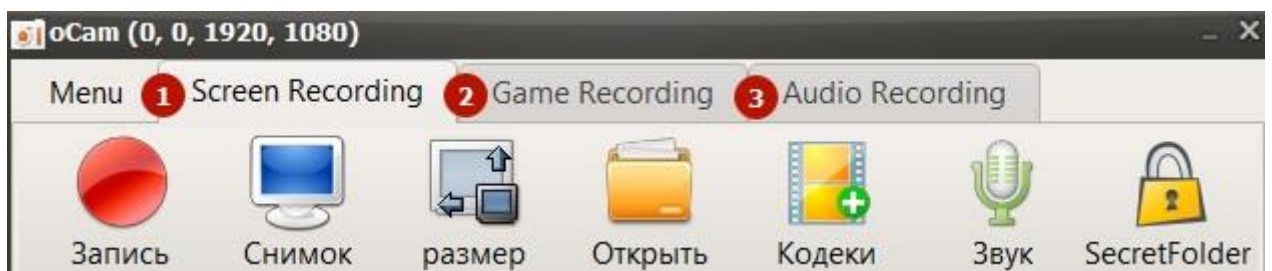 oCam (0, 0, 1920, 1080)
Menu 1 Screen Recording 2 Game Recording 3 Audio Recording
Запись Снимок размер Открыть Кодеки Звук SecretFolder